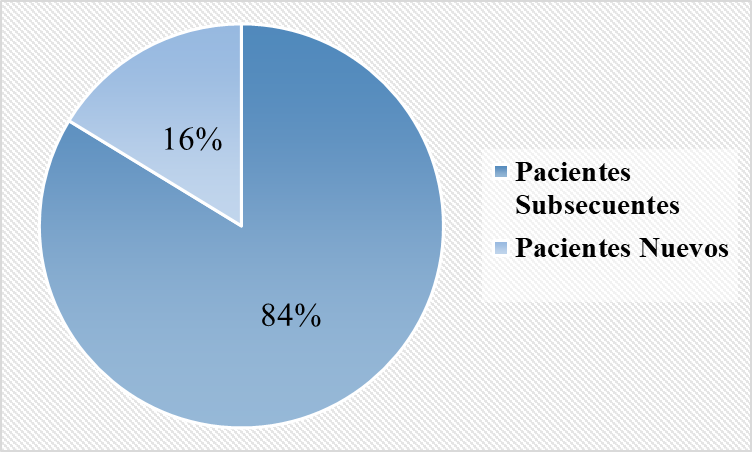 16%
84%
Pacientes
Subsecuentes
Pacientes Nuevos